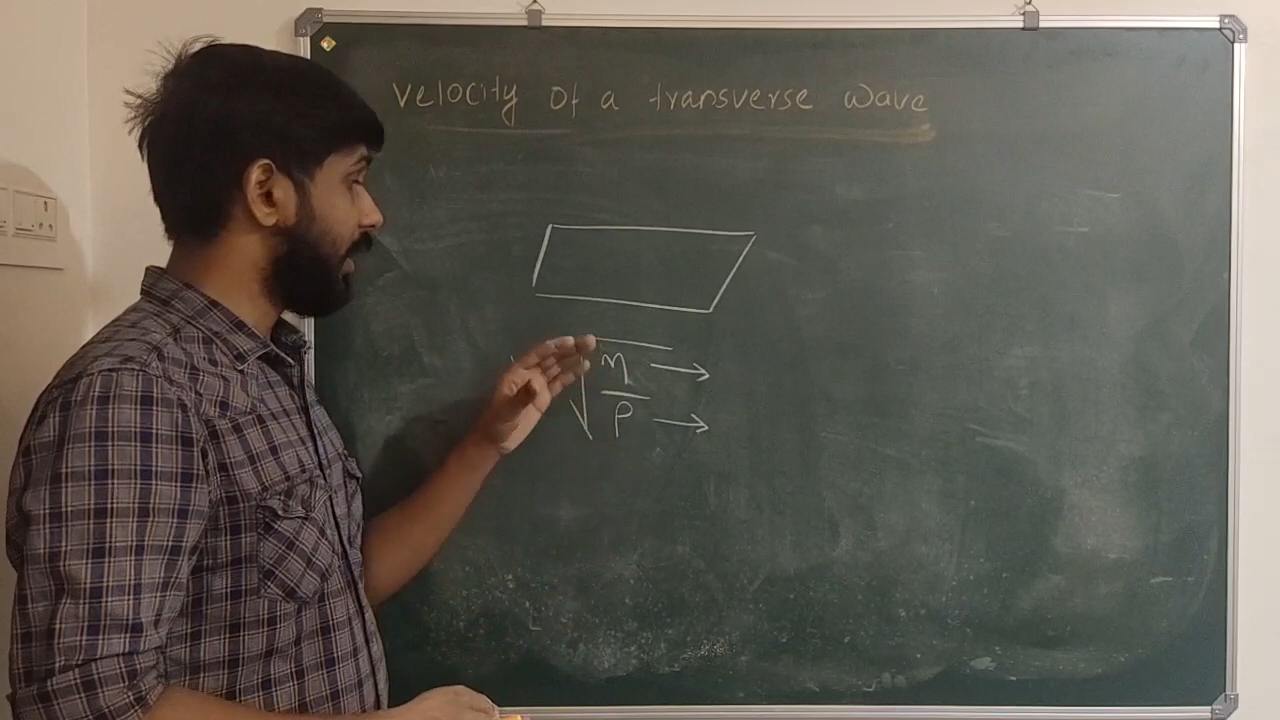 velocity of a transverse wave
√ η →
ρ →